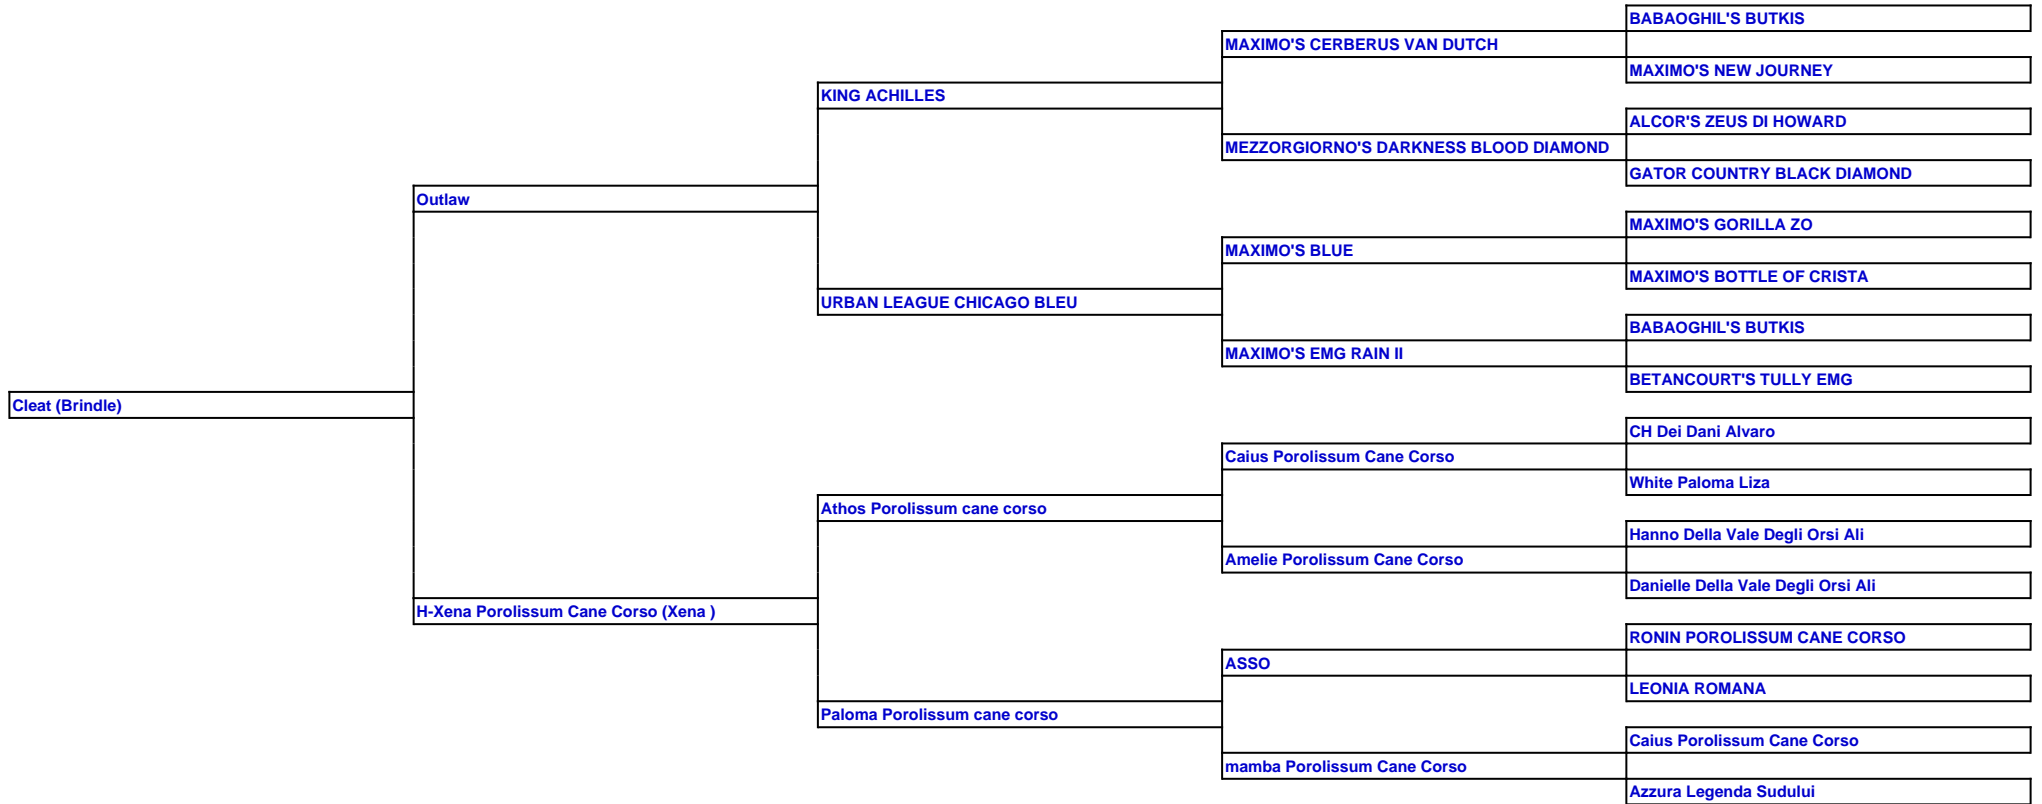 BABAOGHIL'S BUTKIS
MAXIMO'S CERBERUS VAN DUTCH
MAXIMO'S NEW JOURNEY
KING ACHILLES
ALCOR'S ZEUS DI HOWARD
MEZZORGIORNO'S DARKNESS BLOOD DIAMOND
GATOR COUNTRY BLACK DIAMOND
Outlaw
MAXIMO'S GORILLA ZO
MAXIMO'S BLUE
MAXIMO'S BOTTLE OF CRISTA
URBAN LEAGUE CHICAGO BLEU
BABAOGHIL'S BUTKIS
MAXIMO'S EMG RAIN II
BETANCOURT'S TULLY EMG
Cleat (Brindle)
CH Dei Dani Alvaro
Caius Porolissum Cane Corso
White Paloma Liza
Athos Porolissum cane corso
Hanno Della Vale Degli Orsi Ali
Amelie Porolissum Cane Corso
Danielle Della Vale Degli Orsi Ali
H-Xena Porolissum Cane Corso (Xena )
RONIN POROLISSUM CANE CORSO
ASSO
LEONIA ROMANA
Paloma Porolissum cane corso
Caius Porolissum Cane Corso
mamba Porolissum Cane Corso
Azzura Legenda Sudului